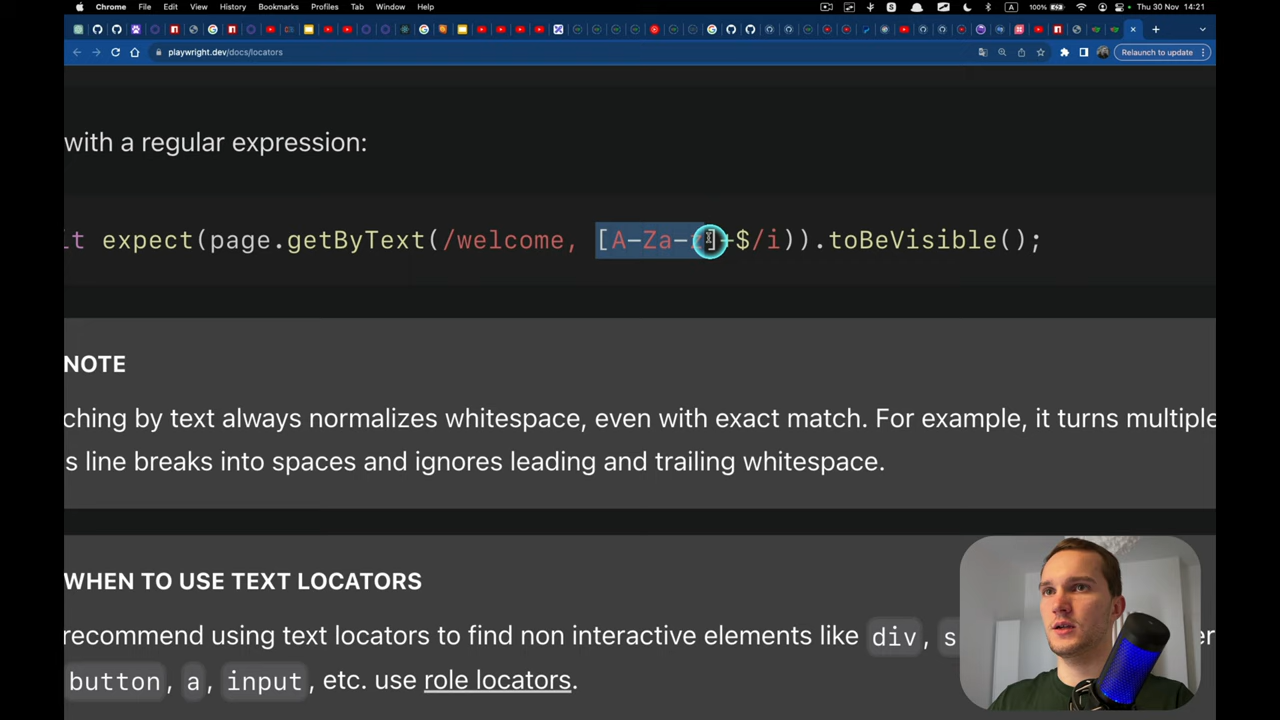 Chrome File Edit View History Bookmarks Profiles Tab Window Help 100% Thu 30 Nov 14:21
playwright.dev/docs/locators Relaunch to update
with a regular expression:
it expect(page.getByText(/welcome, [A-Za-z]+$/i)).toBeVisible();
NOTE
ching by text always normalizes whitespace, even with exact match. For example, it turns multiple
s line breaks into spaces and ignores leading and trailing whitespace.
WHEN TO USE TEXT LOCATORS
recommend using text locators to find non interactive elements like div, s er
button, a, input, etc. use role locators.